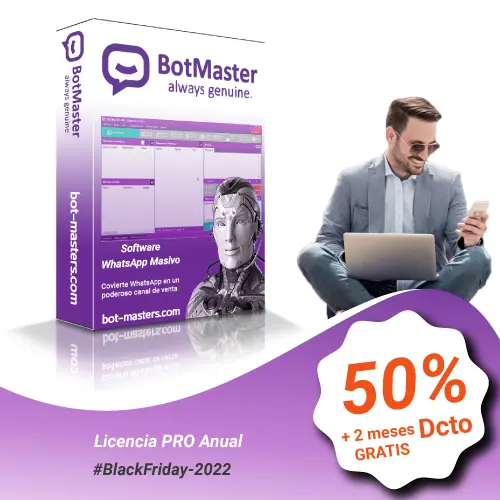 BotMaster
always genuine.
bot-masters.com
BotMaster
always genuine.
Software
WhatsApp Masivo
Covierte WhatsApp en un
poderoso canal de venta
bot-masters.com
50%
+ 2 meses Dcto
GRATIS
Licencia PRO Anual
#BlackFriday-2022